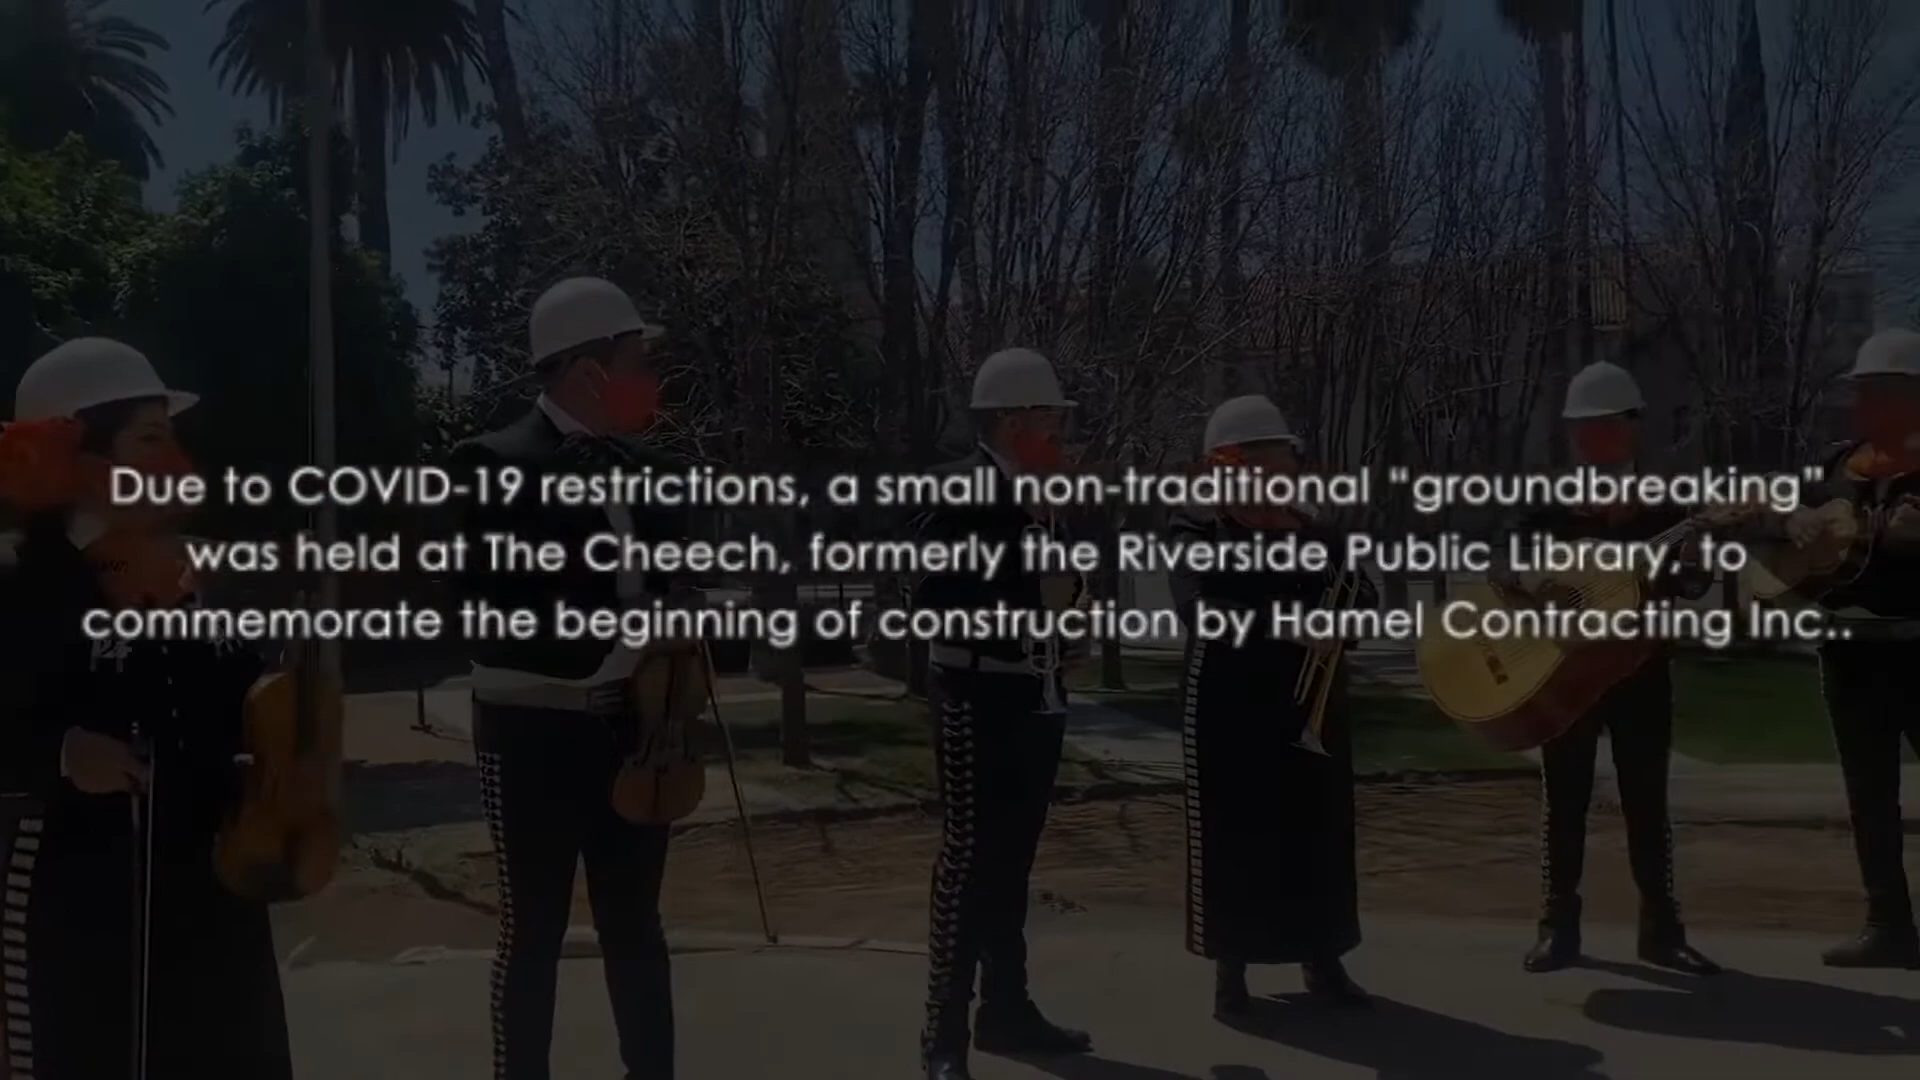 Due to COVID-19 restrictions, a small non-traditional “groundbreaking”
was held at The Cheech, formerly the Riverside Public Library, to
commemorate the beginning of construction by Hamel Contracting Inc..